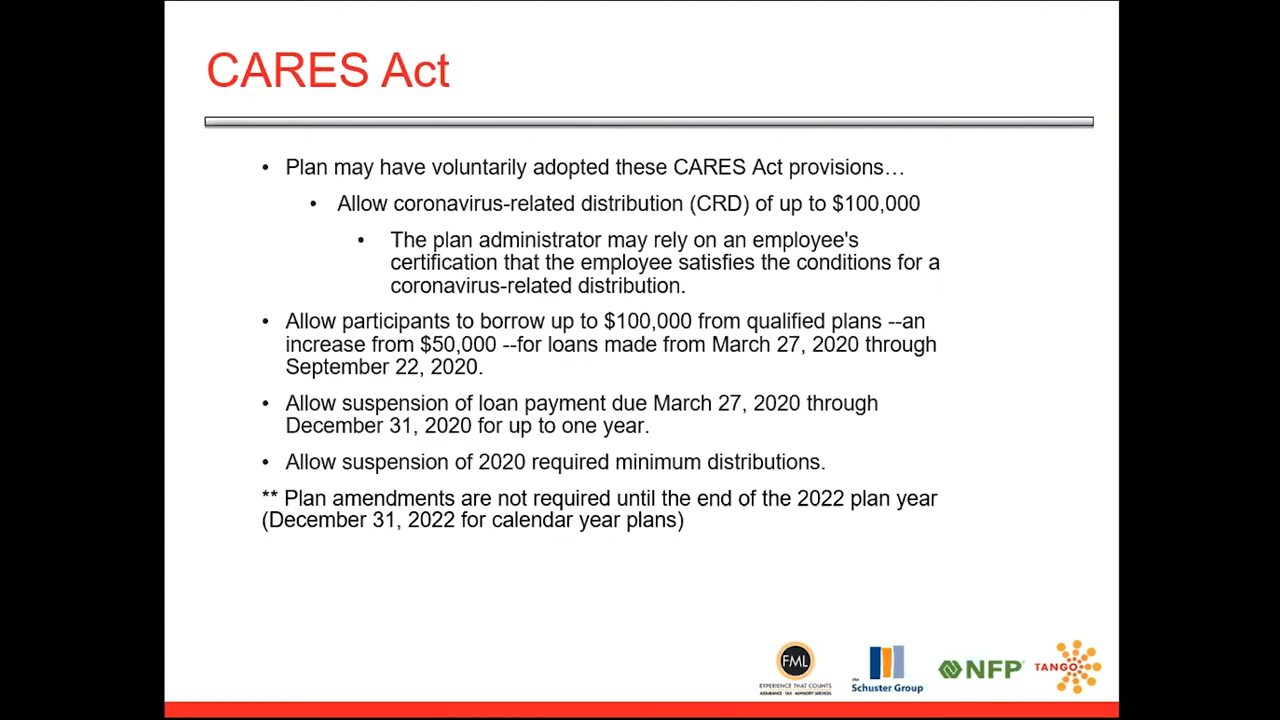 CARES Act
• Plan may have voluntarily adopted these CARES Act provisions…
• Allow coronavirus-related distribution (CRD) of up to $100,000
• The plan administrator may rely on an employee's
certification that the employee satisfies the conditions for a
coronavirus-related distribution.
• Allow participants to borrow up to $100,000 from qualified plans --an
increase from $50,000 --for loans made from March 27, 2020 through
September 22, 2020.
• Allow suspension of loan payment due March 27, 2020 through
December 31, 2020 for up to one year.
• Allow suspension of 2020 required minimum distributions.
** Plan amendments are not required until the end of the 2022 plan year
(December 31, 2022 for calendar year plans)
FML
EXPERIENCE THAT COUNTS
ASSURANCE · TAX · ADVISORY SERVICES
the
Schuster Group
NFP
TANGO